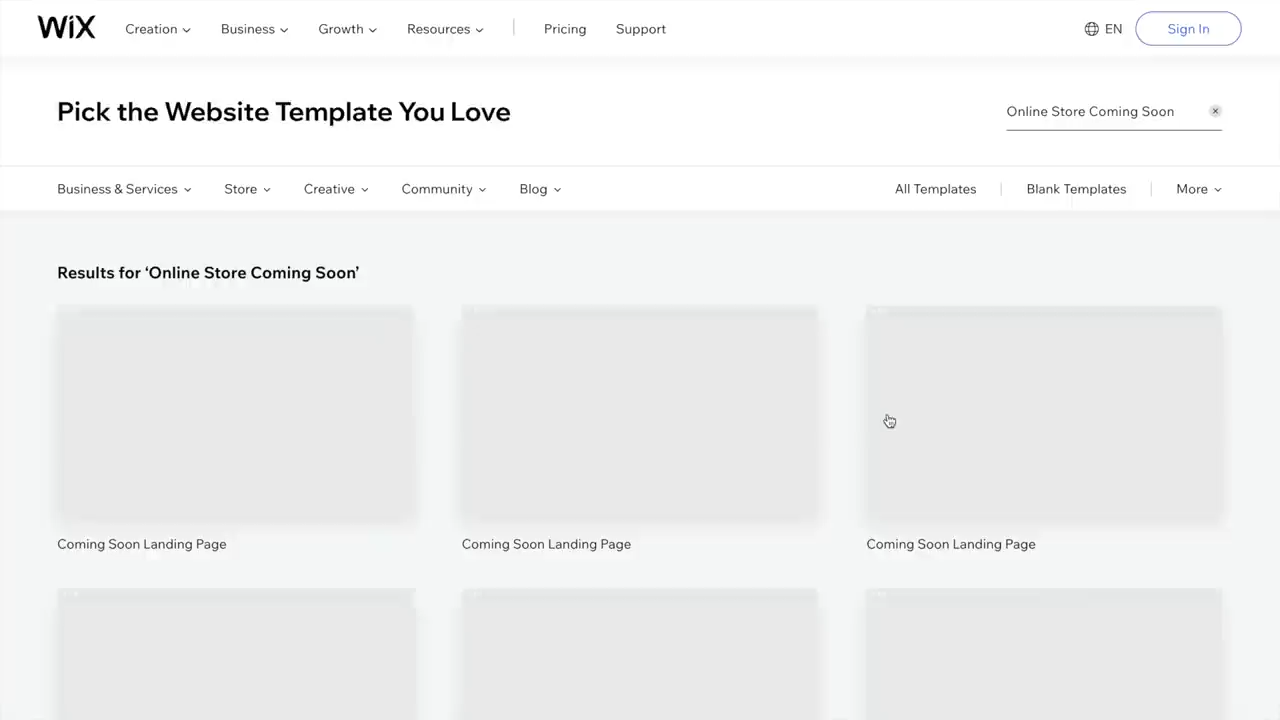 WiX Creation Business Growth Resources Pricing Support EN Sign In
Pick the Website Template You Love
Online Store Coming Soon
Business & Services Store Creative Community Blog All Templates Blank Templates More
Results for ‘Online Store Coming Soon’
Coming Soon Landing Page Coming Soon Landing Page Coming Soon Landing Page